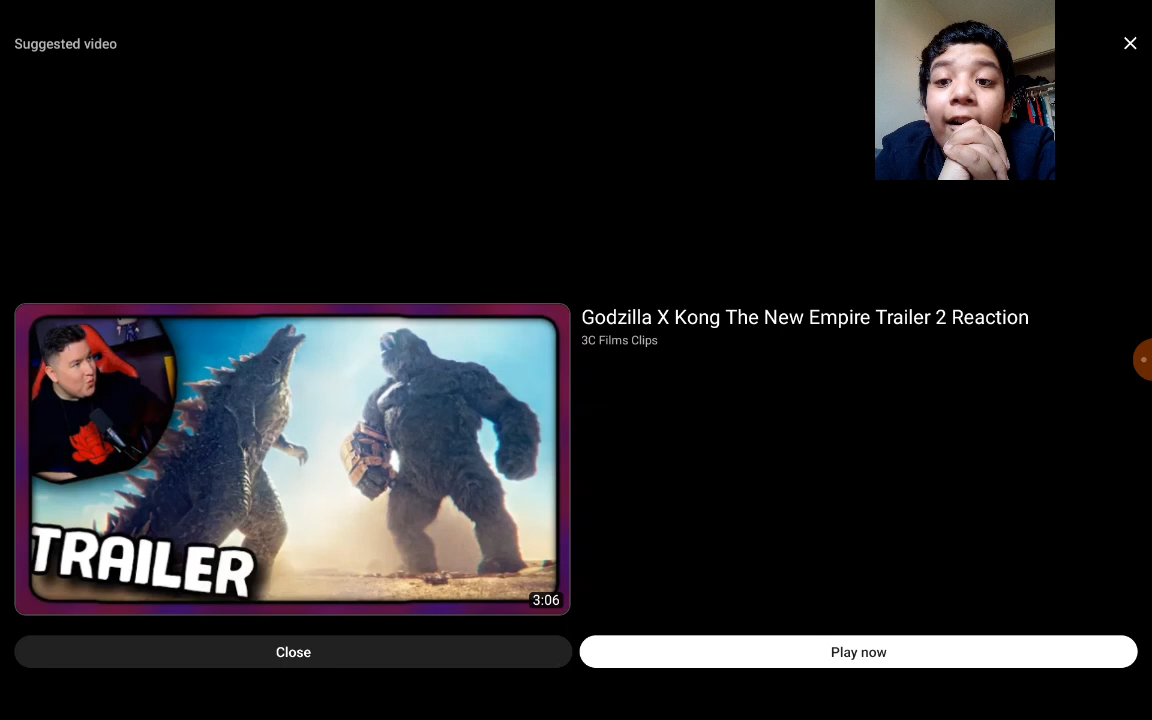 Suggested video
Godzilla X Kong The New Empire Trailer 2 Reaction
3C Films Clips
TRAILER
3:06
Close
Play now